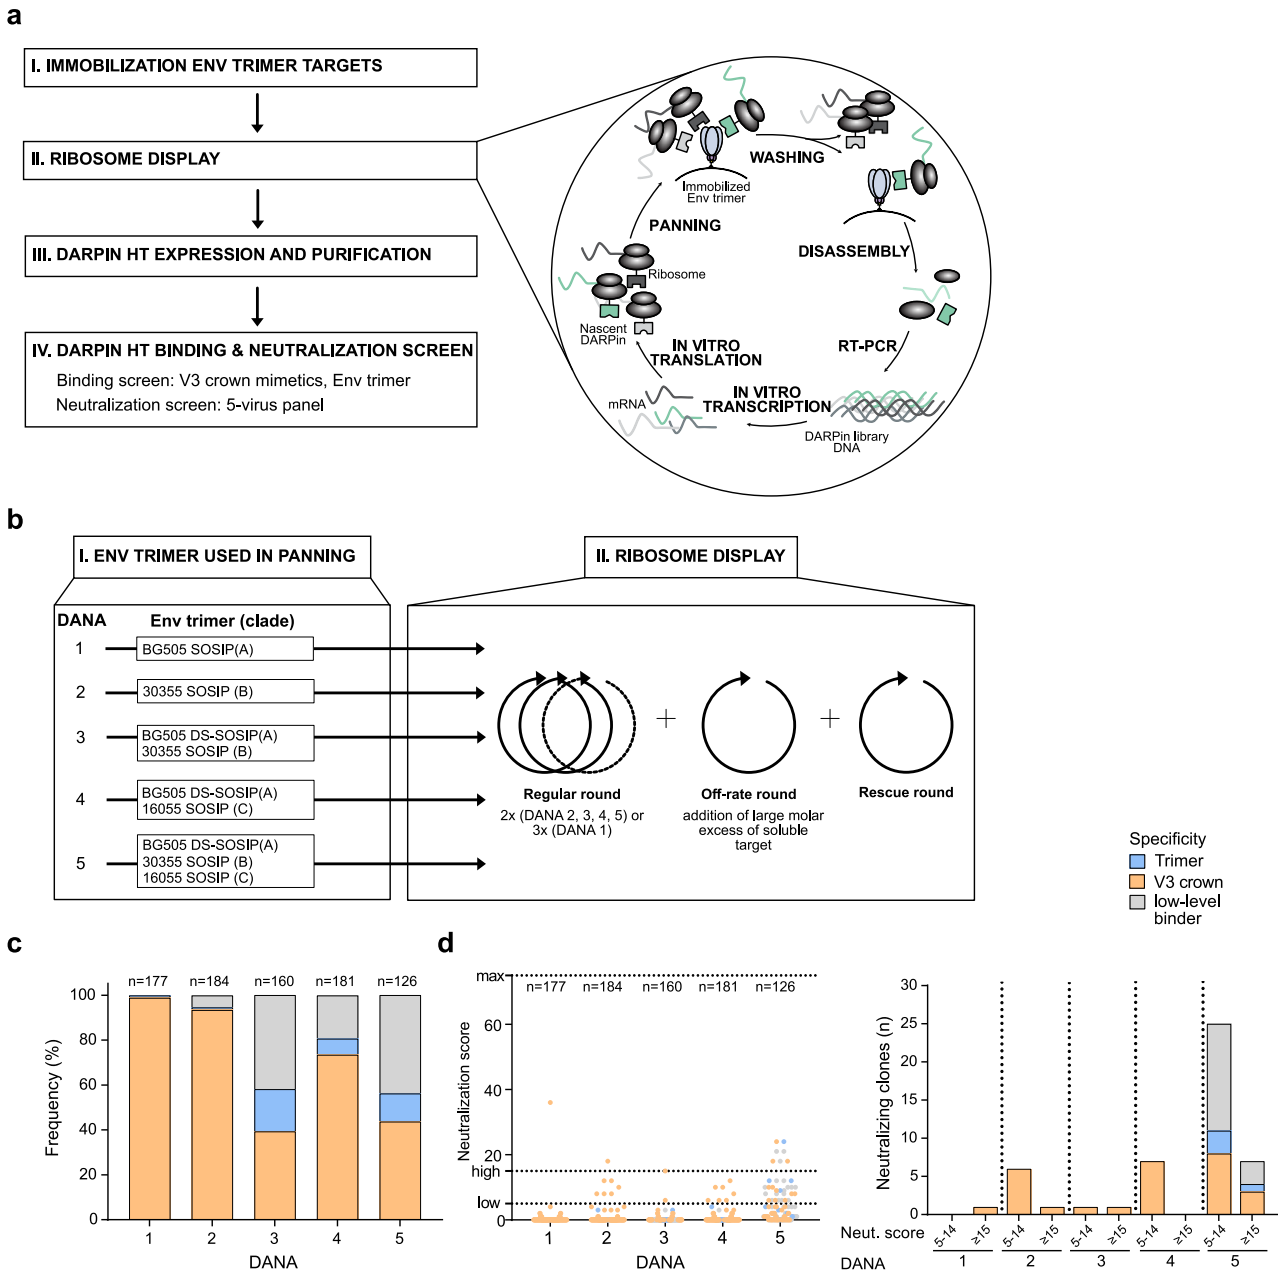 a
I. IMMOBILIZATION ENV TRIMER TARGETS
II. RIBOSOME DISPLAY
III. DARPIN HT EXPRESSION AND PURIFICATION
IV. DARPIN HT BINDING & NEUTRALIZATION SCREEN
Binding screen: V3 crown mimetics, Env trimer
Neutralization screen: 5-virus panel
WASHING
Immobilized
Env trimer
PANNING
DISASSEMBLY
Ribosome
Nascent
DARPin
IN VITRO
TRANSLATION
RT-PCR
mRNA
IN VITRO
TRANSCRIPTION
DARPin library
DNA
b
I. ENV TRIMER USED IN PANNING
II. RIBOSOME DISPLAY
DANA
Env trimer (clade)
1
BG505 SOSIP(A)
2
30355 SOSIP (B)
3
BG505 DS-SOSIP(A)
30355 SOSIP (B)
4
BG505 DS-SOSIP(A)
16055 SOSIP (C)
5
BG505 DS-SOSIP(A)
30355 SOSIP (B)
16055 SOSIP (C)
+
+
Regular round
2x (DANA 2, 3, 4, 5) or
3x (DANA 1)
Off-rate round
addition of large molar
excess of soluble
target
Rescue round
Specificity
Trimer
V3 crown
low-level
binder
c
n=177 n=184 n=160 n=181 n=126
Frequency (%)
100
80
60
40
20
0
1 2 3 4 5
DANA
d
Neutralization score
max
n=177 n=184 n=160 n=181 n=126
60
40
20
high
low
0
1 2 3 4 5
DANA
Neutralizing clones (n)
30
25
20
15
10
5
0
Neut. score
5-14 ≥15 5-14 ≥15 5-14 ≥15 5-14 ≥15 5-14 ≥15
DANA 1 2 3 4 5